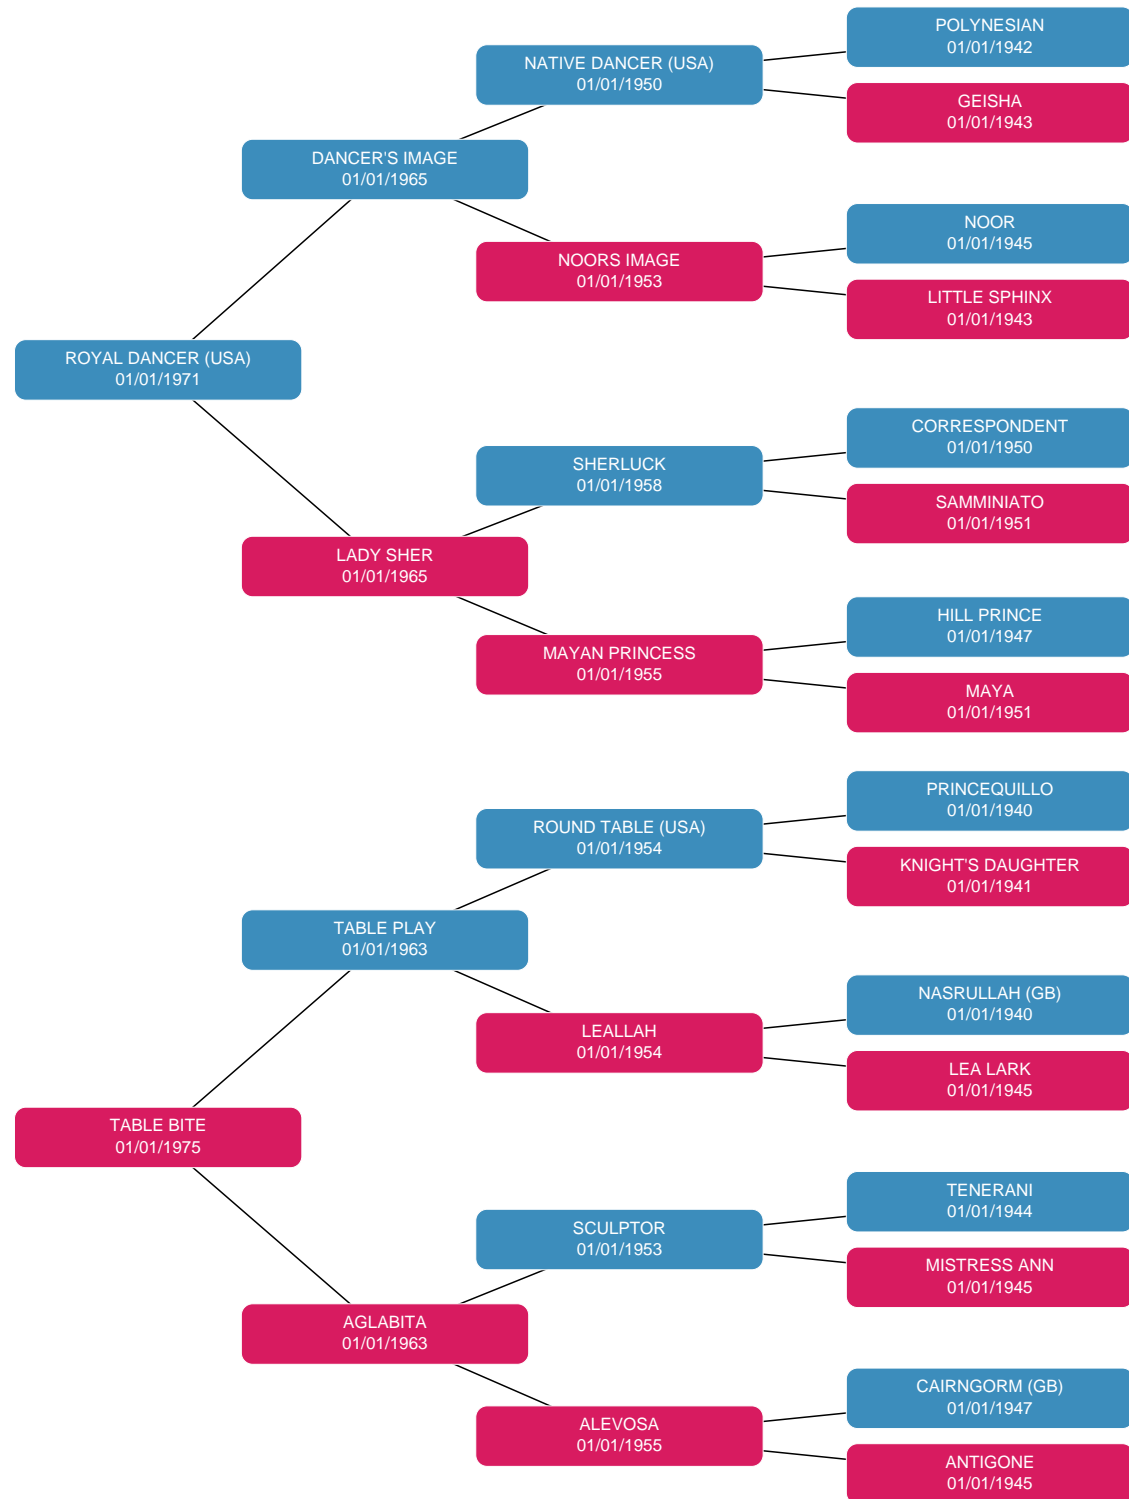 POLYNESIAN
01/01/1942
NATIVE DANCER (USA)
01/01/1950
GEISHA
01/01/1943
DANCER'S IMAGE
01/01/1965
NOOR
01/01/1945
NOORS IMAGE
01/01/1953
LITTLE SPHINX
01/01/1943
ROYAL DANCER (USA)
01/01/1971
CORRESPONDENT
01/01/1950
SHERLUCK
01/01/1958
SAMMINIATO
01/01/1951
LADY SHER
01/01/1965
HILL PRINCE
01/01/1947
MAYAN PRINCESS
01/01/1955
MAYA
01/01/1951
PRINCEQUILLO
01/01/1940
ROUND TABLE (USA)
01/01/1954
KNIGHT'S DAUGHTER
01/01/1941
TABLE PLAY
01/01/1963
NASRULLAH (GB)
01/01/1940
LEALLAH
01/01/1954
LEA LARK
01/01/1945
TABLE BITE
01/01/1975
TENERANI
01/01/1944
SCULPTOR
01/01/1953
MISTRESS ANN
01/01/1945
AGLABITA
01/01/1963
CAIRNGORM (GB)
01/01/1947
ALEVOSA
01/01/1955
ANTIGONE
01/01/1945